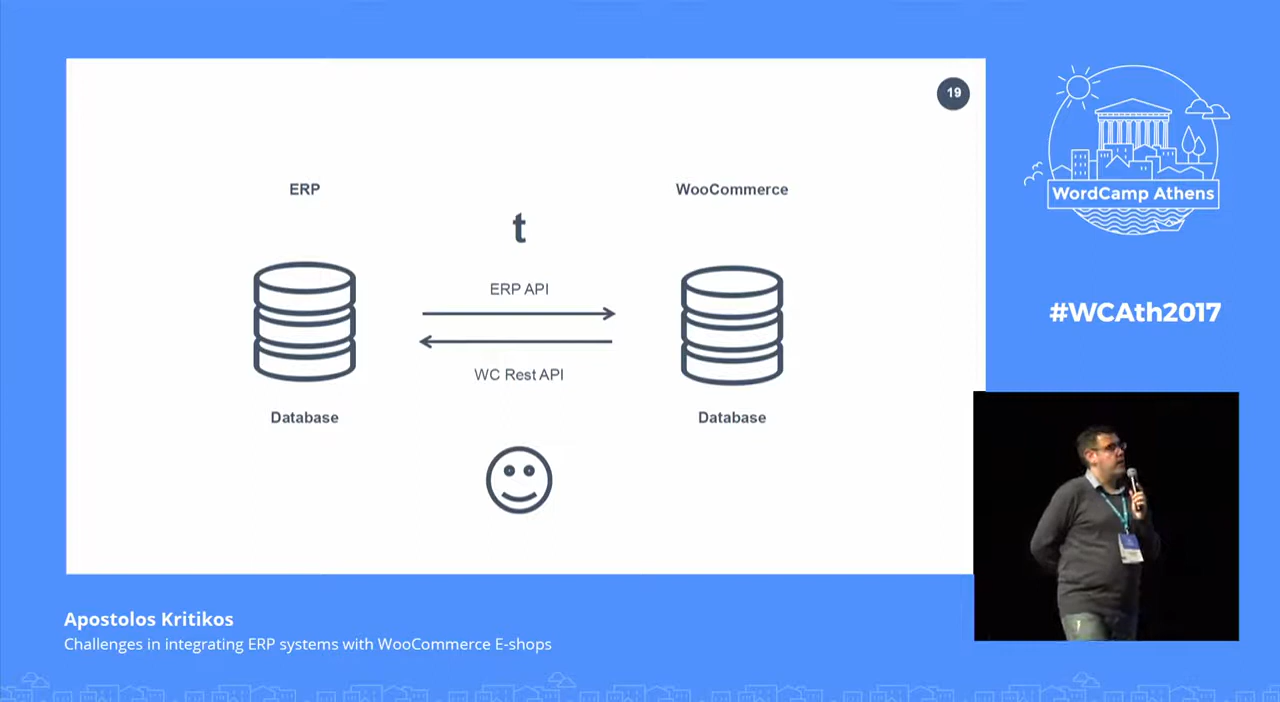 19
ERP
WooCommerce
t
ERP API
WC Rest API
Database
Database
WordCamp Athens
#WCAth2017
Apostolos Kritikos
Challenges in integrating ERP systems with WooCommerce E-shops